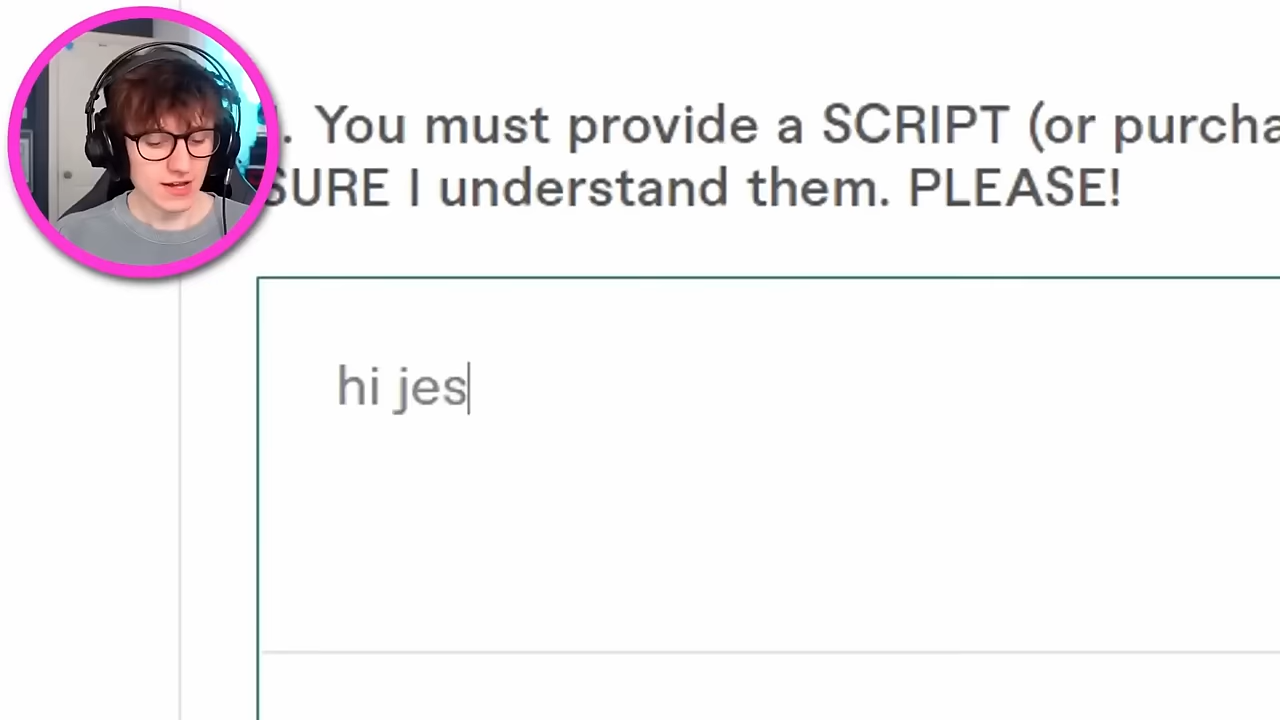 . You must provide a SCRIPT (or purcha
SURE I understand them. PLEASE!
hi jes